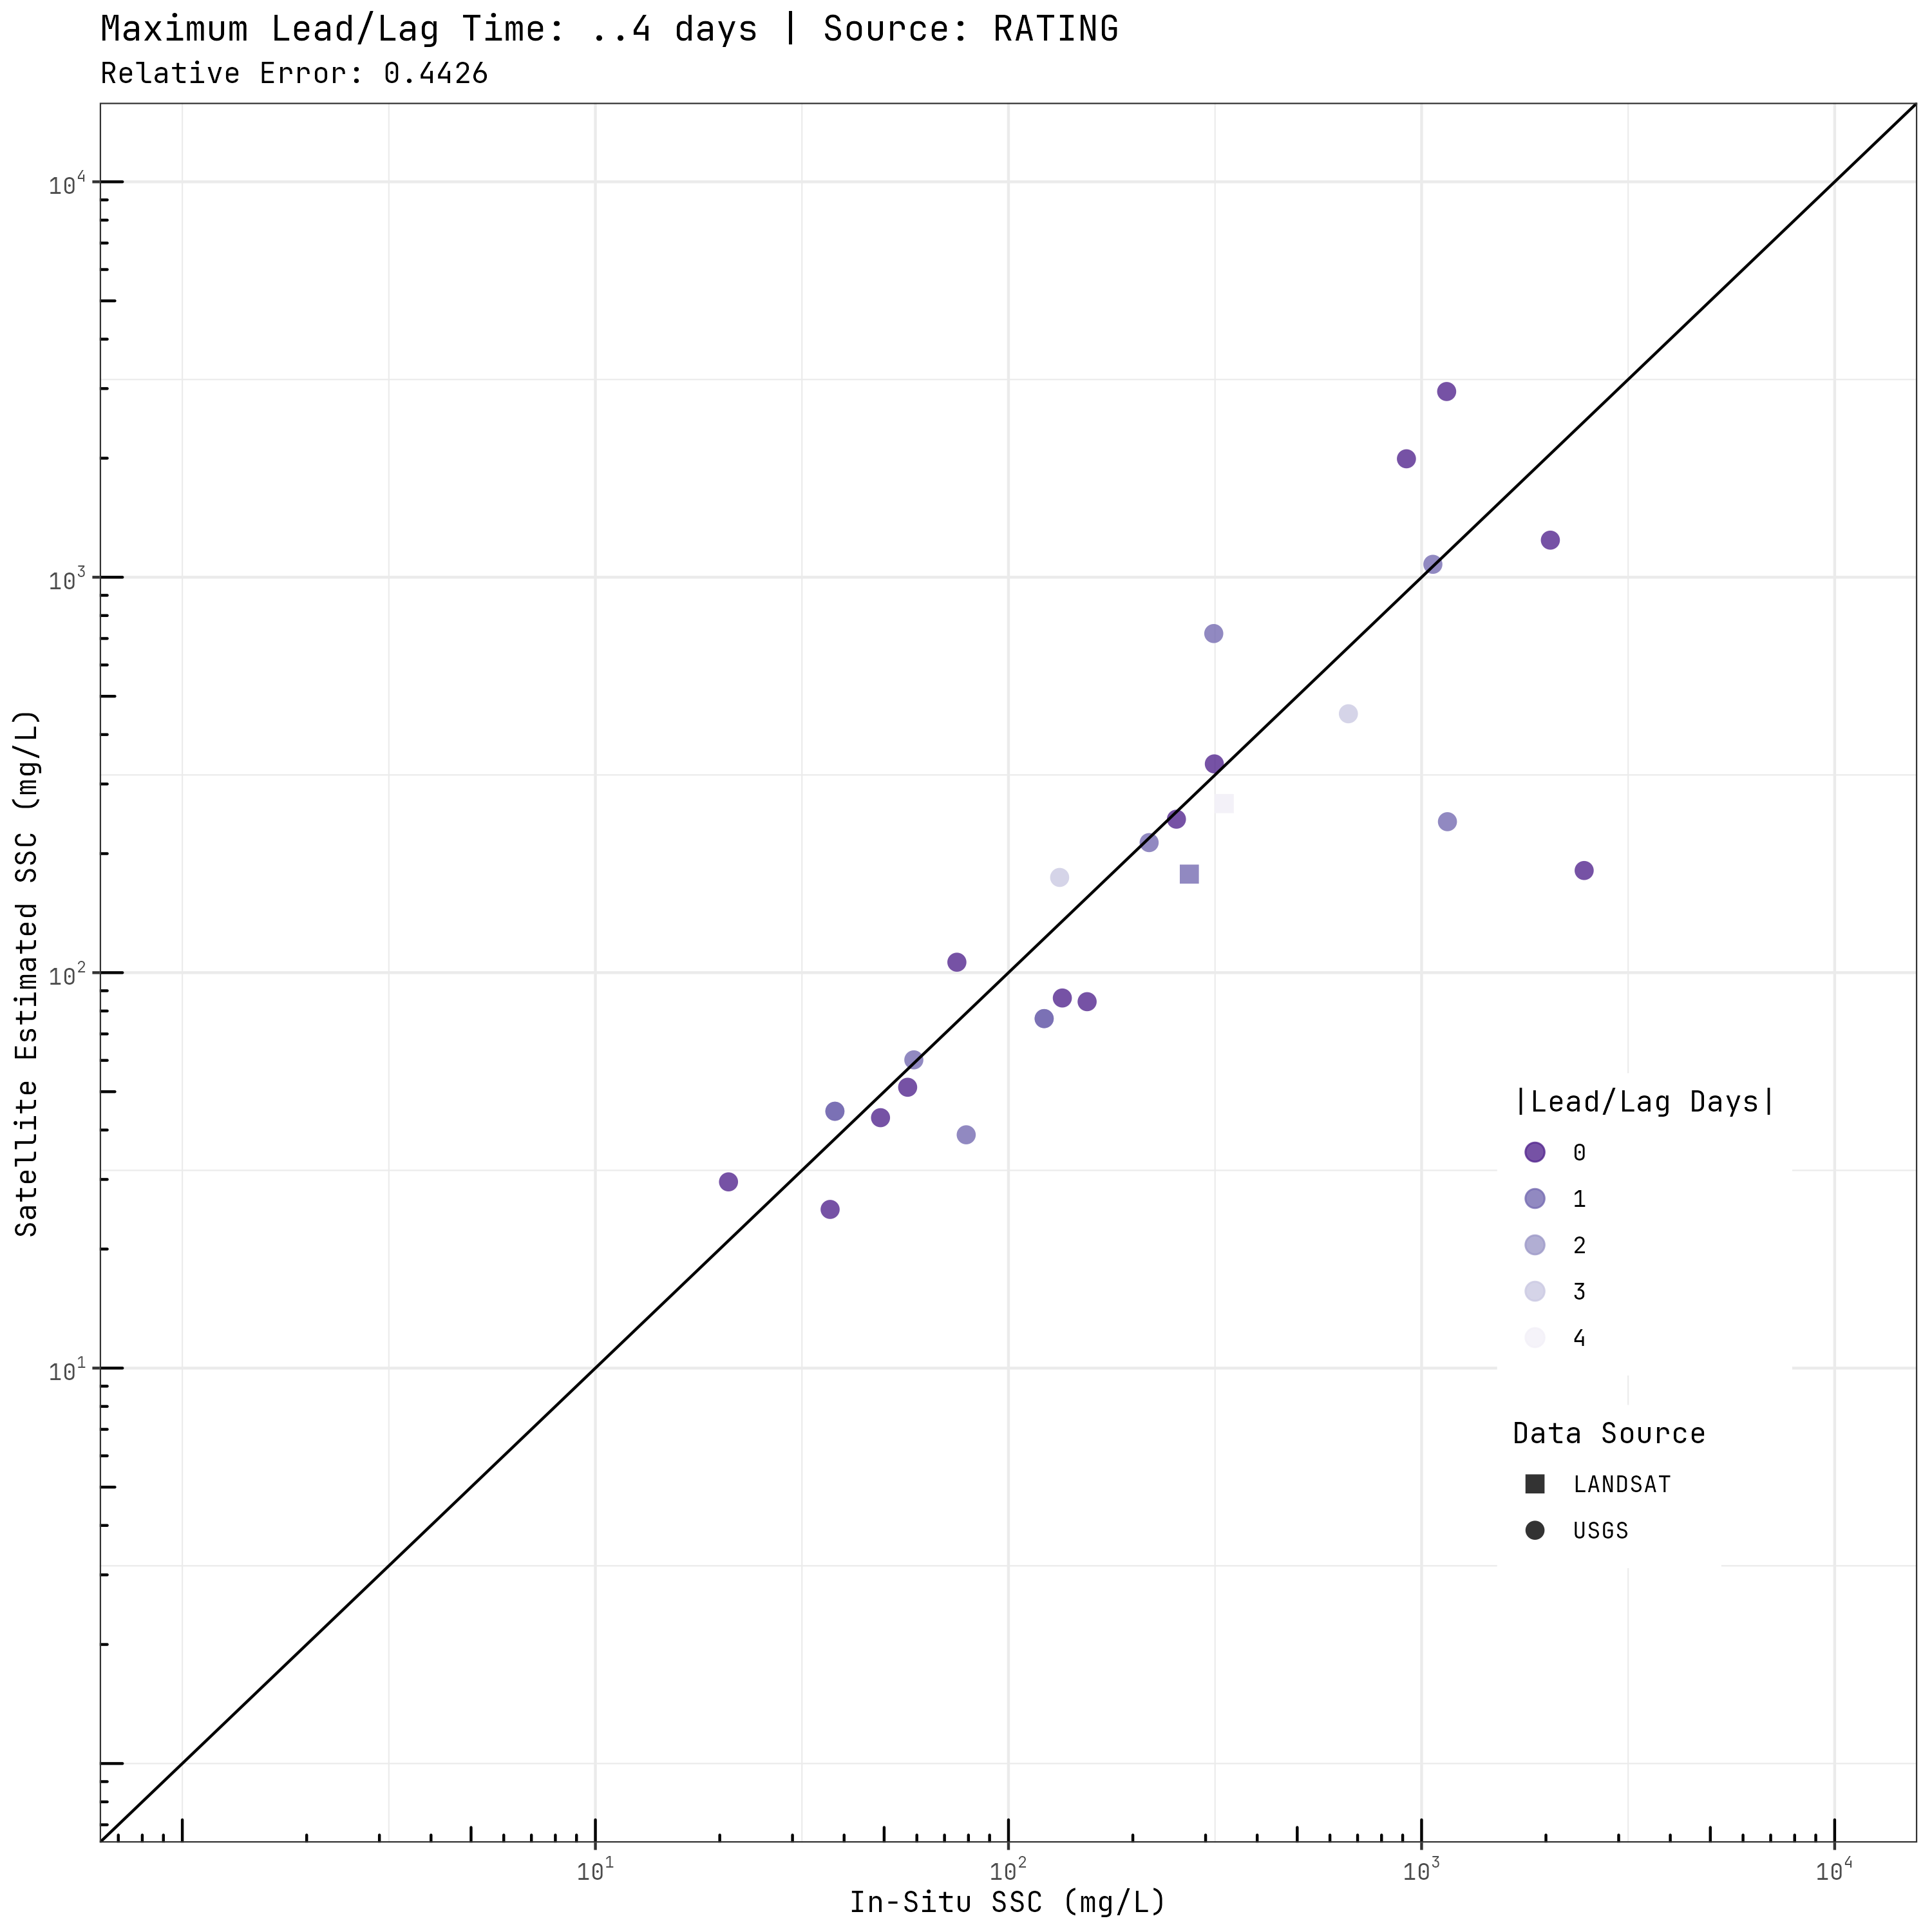 Maximum Lead/Lag Time: ..4 days | Source: RATING
Relative Error: 0.4426
10⁴
10³
10²
10¹
Satellite Estimated SSC (mg/L)
|Lead/Lag Days|
0
1
2
3
4
Data Source
LANDSAT
USGS
10¹ 10² 10³ 10⁴
In-Situ SSC (mg/L)